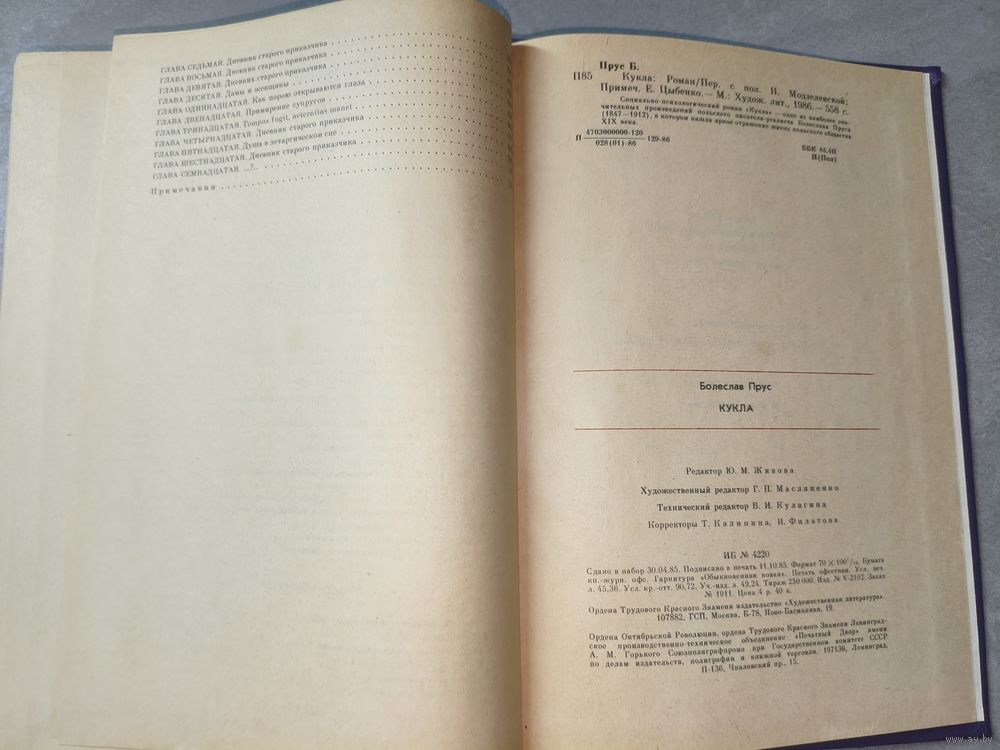 ГЛАВА СЕДЬМАЯ. Дневник старого приказчика
ГЛАВА ВОСЬМАЯ. Дневник старого приказчика
ГЛАВА ДЕВЯТАЯ. Дневник старого приказчика
ГЛАВА ДЕСЯТАЯ. Дамы и женщины
ГЛАВА ОДИННАДЦАТАЯ. Как порою открываются глаза
ГЛАВА ДВЕНАДЦАТАЯ. Примирение супругов
ГЛАВА ТРИНАДЦАТАЯ. Tempus fugit, aeternitas manet
ГЛАВА ЧЕТЫРНАДЦАТАЯ. Дневник старого приказчика
ГЛАВА ПЯТНАДЦАТАЯ. Душа в летаргическом сне
ГЛАВА ШЕСТНАДЦАТАЯ. Дневник старого приказчика
ГЛАВА СЕМНАДЦАТАЯ. ...?..
Примечания
Прус Б.
П85 Кукла: Роман/Пер. с пол. Н. Модзелевской;
Примеч. Е. Цыбенко.— М.: Худож. лит., 1986.— 558 с.
Социально-психологический роман «Кукла» — одно из наиболее зна-
чительных произведений польского писателя-реалиста Болеслава Пруса
(1847—1912), в котором нашла яркое отражение жизнь польского общества
XIX века.
П 4703000000-120 129-86
028(01)-86
ББК 84.4П
И(Пол)
Болеслав Прус
КУКЛА
Редактор Ю. М. Живова
Художественный редактор Г. П. Масляненко
Технический редактор В. И. Кулагина
Корректоры Т. Калинина, И. Филатова
ИБ № 4220
Сдано в набор 30.04.85. Подписано в печать 11.10.85. Формат 70 × 100¹/₁₆. Бумага
кн.-журн. офс. Гарнитура «Обыкновенная новая». Печать офсетная. Усл. печ.
л. 45,36. Усл. кр.-отт. 90,72. Уч.-изд. л. 49,24. Тираж 250 000. Изд. № V-2102. Заказ
№ 1911. Цена 4 р. 40 к.
Ордена Трудового Красного Знамени издательство «Художественная литература».
107882, ГСП, Москва, Б-78, Ново-Басманная, 19.
Ордена Октябрьской Революции, ордена Трудового Красного Знамени Ленинград-
ское производственно-техническое объединение «Печатный Двор» имени
А. М. Горького Союзполиграфпрома при Государственном комитете СССР
по делам издательств, полиграфии и книжной торговли. 197136, Ленинград,
П-136, Чкаловский пр., 15.
www.av.by